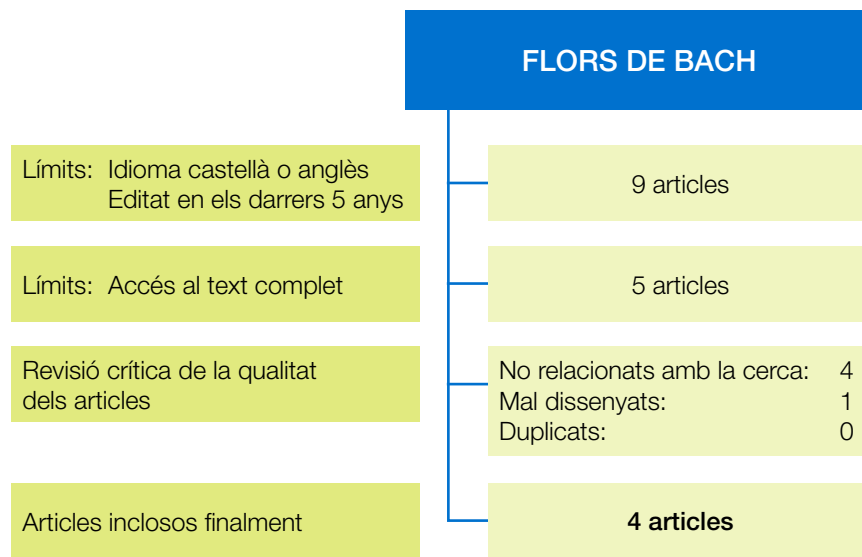 FLORS DE BACH
Límits: Idioma castellà o anglès
Editat en els darrers 5 anys
9 articles
Límits: Accés al text complet
5 articles
Revisió crítica de la qualitat
dels articles
No relacionats amb la cerca: 4
Mal dissenyats: 1
Duplicats: 0
Articles inclosos finalment
4 articles